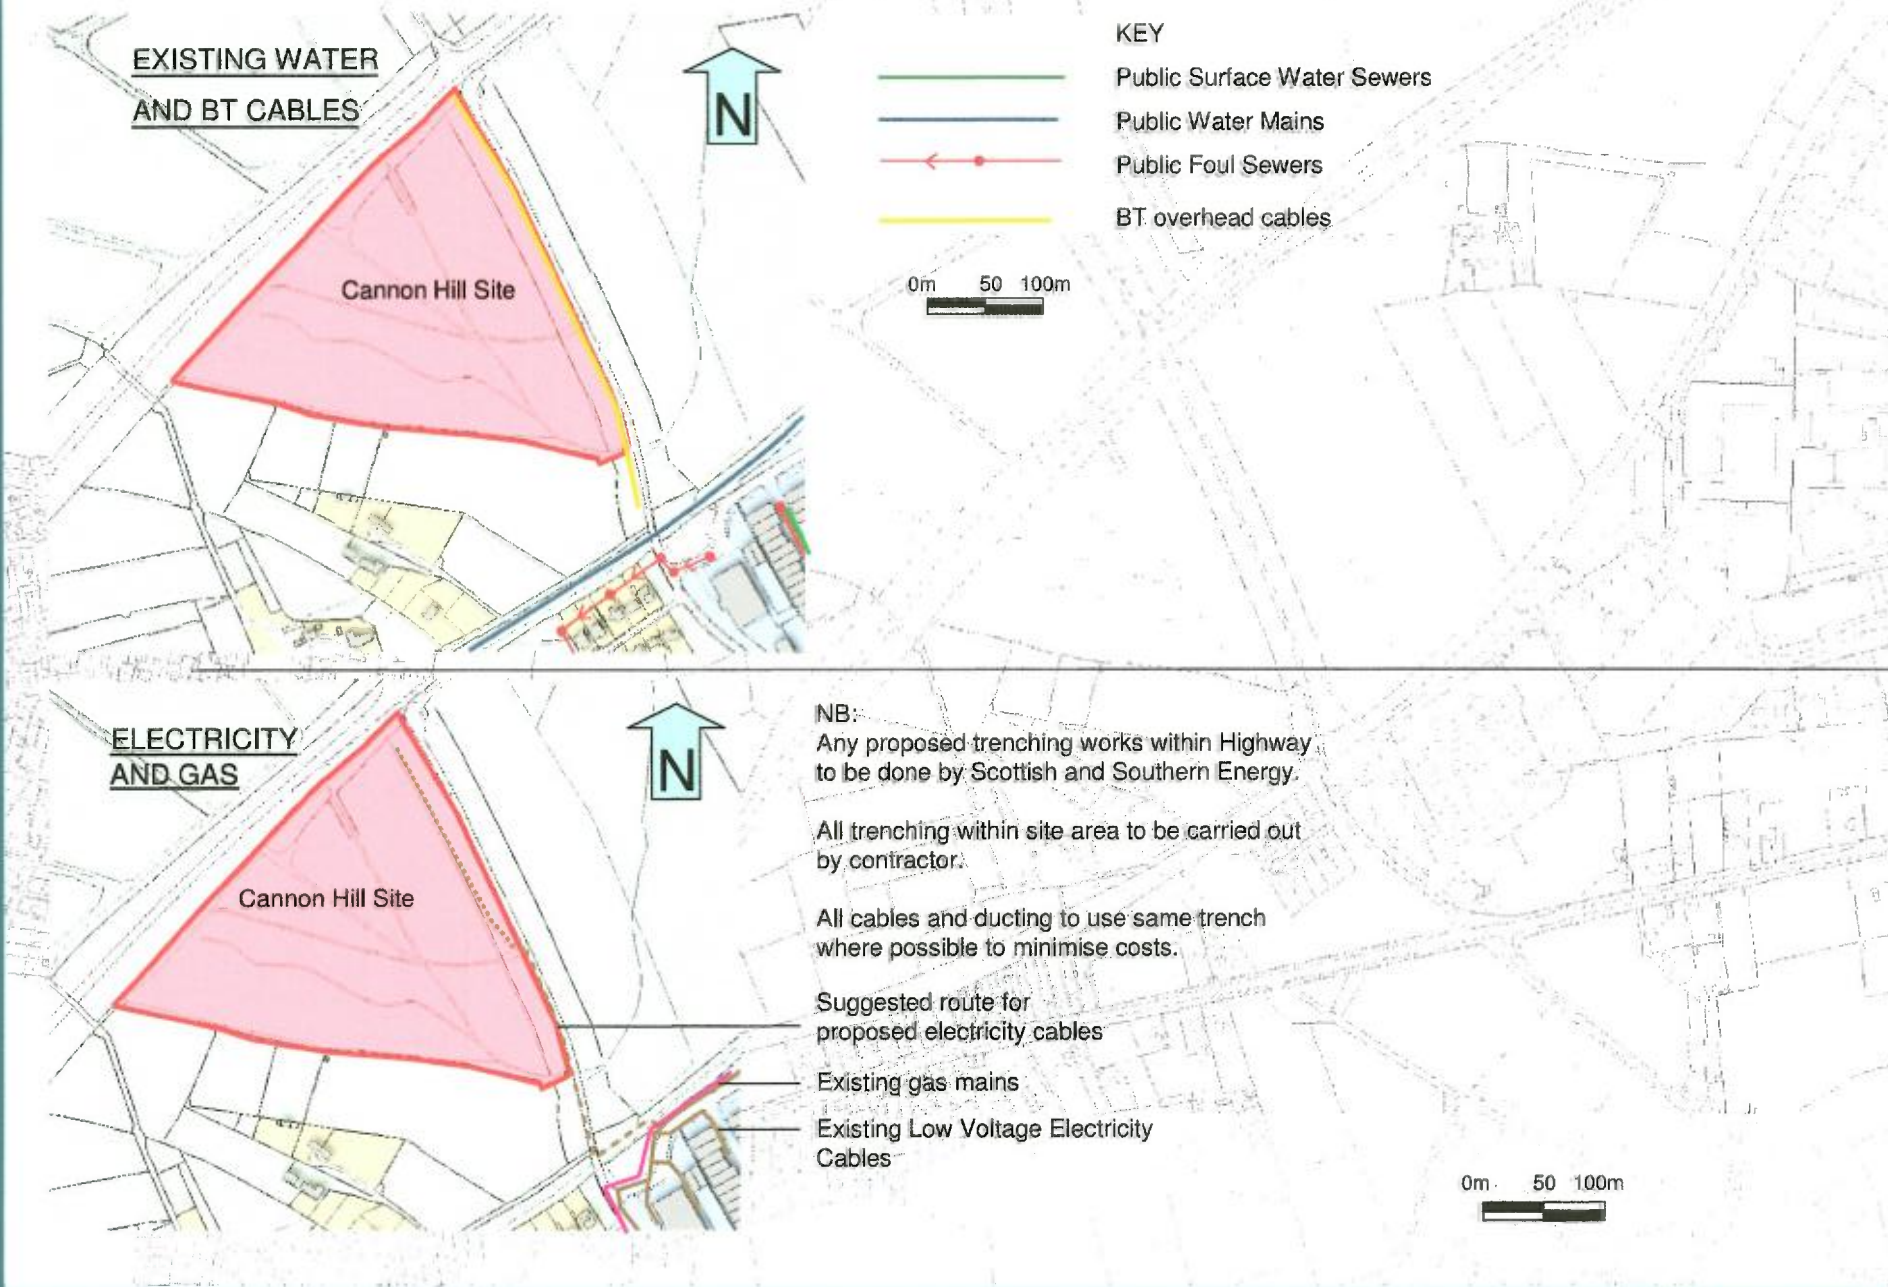 EXISTING WATER
AND BT CABLES
N
Cannon Hill Site
KEY
Public Surface Water Sewers
Public Water Mains
Public Foul Sewers
BT overhead cables
0m 50 100m
ELECTRICITY
AND GAS
N
Cannon Hill Site
NB:
Any proposed trenching works within Highway
to be done by Scottish and Southern Energy.
All trenching within site area to be carried out
by contractor.
All cables and ducting to use same trench
where possible to minimise costs.
Suggested route for
proposed electricity cables
Existing gas mains
Existing Low Voltage Electricity
Cables
0m 50 100m